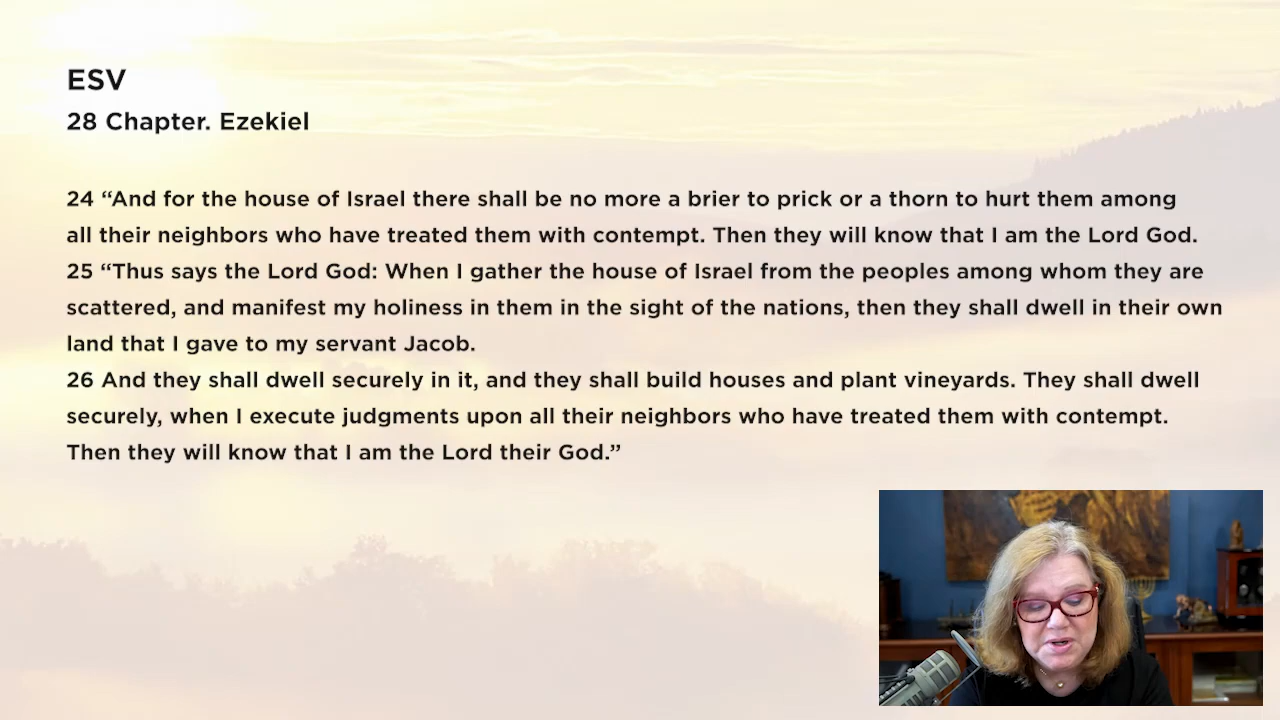 ESV
28 Chapter. Ezekiel
24 “And for the house of Israel there shall be no more a brier to prick or a thorn to hurt them among
all their neighbors who have treated them with contempt. Then they will know that I am the Lord God.
25 “Thus says the Lord God: When I gather the house of Israel from the peoples among whom they are
scattered, and manifest my holiness in them in the sight of the nations, then they shall dwell in their own
land that I gave to my servant Jacob.
26 And they shall dwell securely in it, and they shall build houses and plant vineyards. They shall dwell
securely, when I execute judgments upon all their neighbors who have treated them with contempt.
Then they will know that I am the Lord their God.”